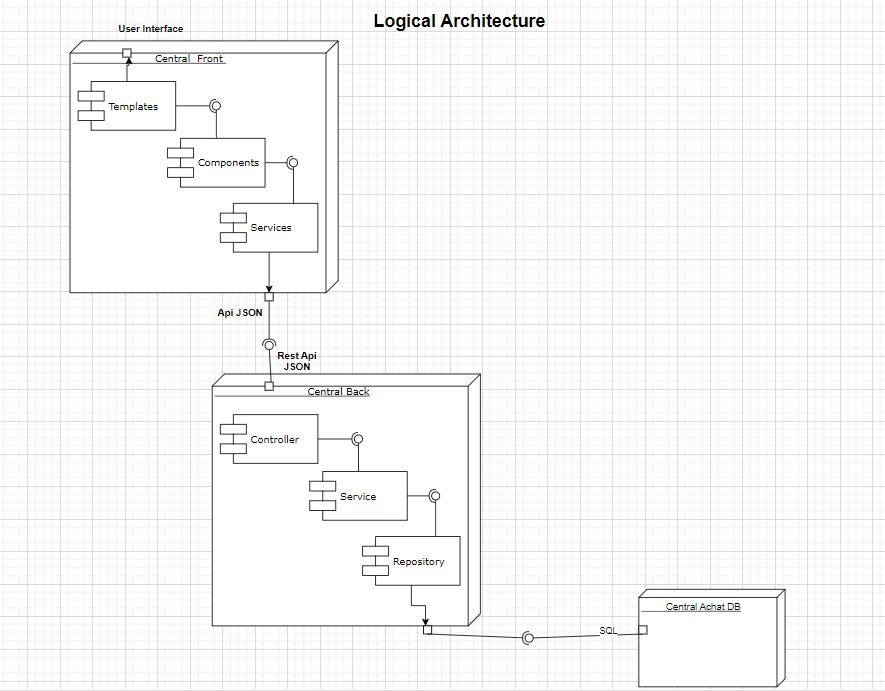 Logical Architecture
User Interface
Central Front
Templates
Components
Services
Api JSON
Rest Api
JSON
Central Back
Controller
Service
Repository
Central Achat DB
SQL